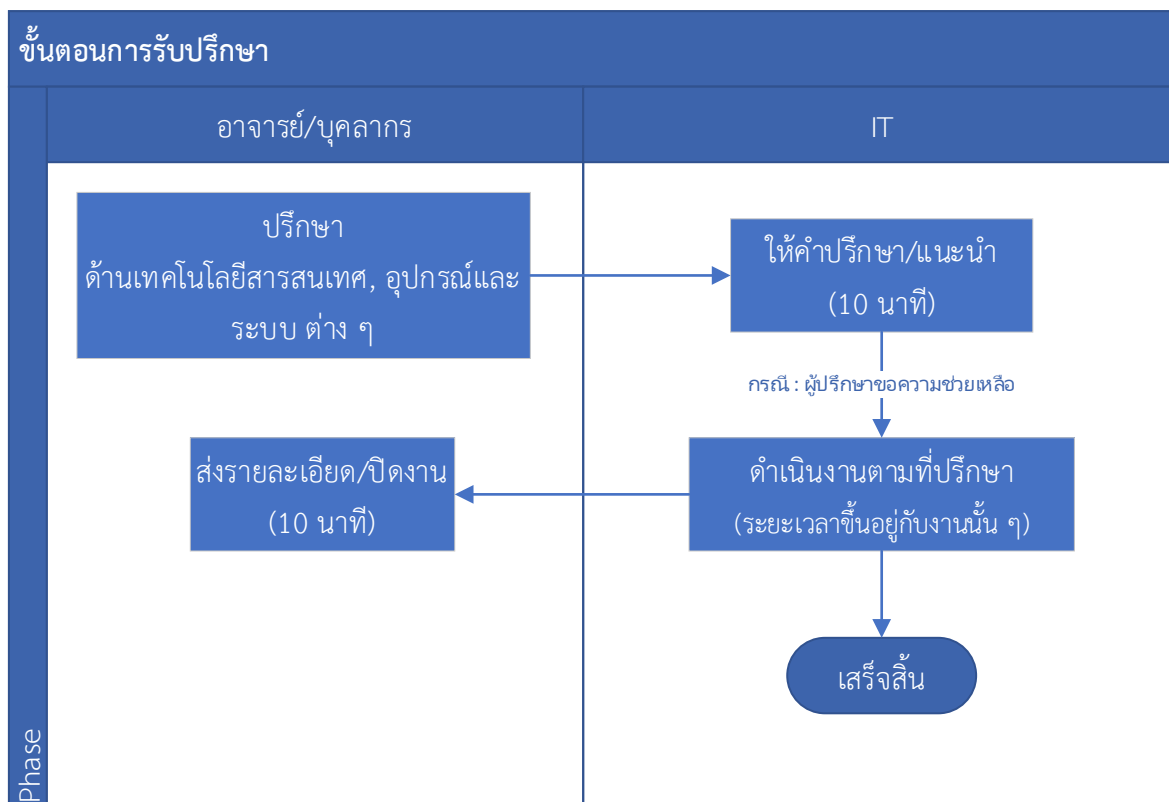 ขั้นตอนการรับปรึกษา
อาจารย์/บุคลากร
IT
ปรึกษา
ด้านเทคโนโลยีสารสนเทศ, อุปกรณ์และ
ระบบ ต่าง ๆ
ให้คำปรึกษา/แนะนำ
(10 นาที)
กรณี : ผู้ปรึกษาขอความช่วยเหลือ
ส่งรายละเอียด/ปิดงาน
(10 นาที)
ดำเนินงานตามที่ปรึกษา
(ระยะเวลาขึ้นอยู่กับงานนั้น ๆ)
เสร็จสิ้น
Phase